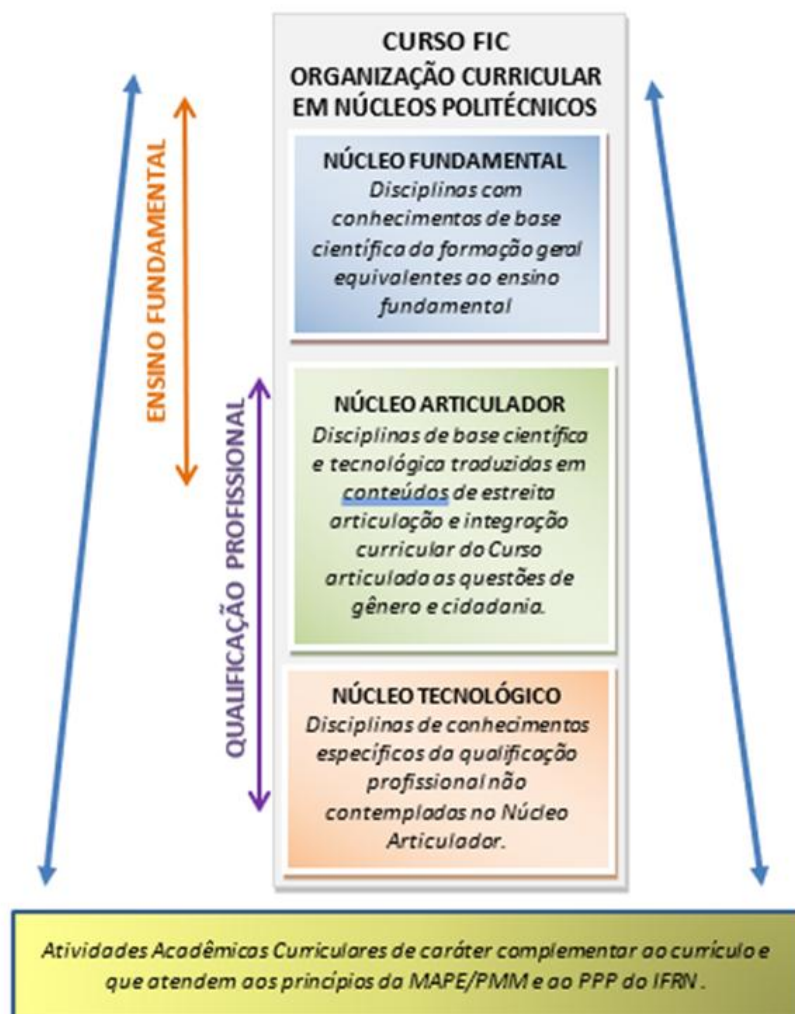 CURSO FIC
ORGANIZAÇÃO CURRICULAR
EM NÚCLEOS POLITÉCNICOS
ENSINO FUNDAMENTAL
NÚCLEO FUNDAMENTAL
Disciplinas com
conhecimentos de base
científica da formação geral
equivalentes ao ensino
fundamental
QUALIFICAÇÃO PROFISSIONAL
NÚCLEO ARTICULADOR
Disciplinas de base científica
e tecnológica traduzidas em
conteúdos de estreita
articulação e integração
curricular do Curso
articulada as questões de
gênero e cidadania.
NÚCLEO TECNOLÓGICO
Disciplinas de conhecimentos
específicos da qualificação
profissional não
contempladas no Núcleo
Articulador.
Atividades Acadêmicas Curriculares de caráter complementar ao currículo e
que atendem aos princípios da MAPE/PMM e ao PPP do IFRN.